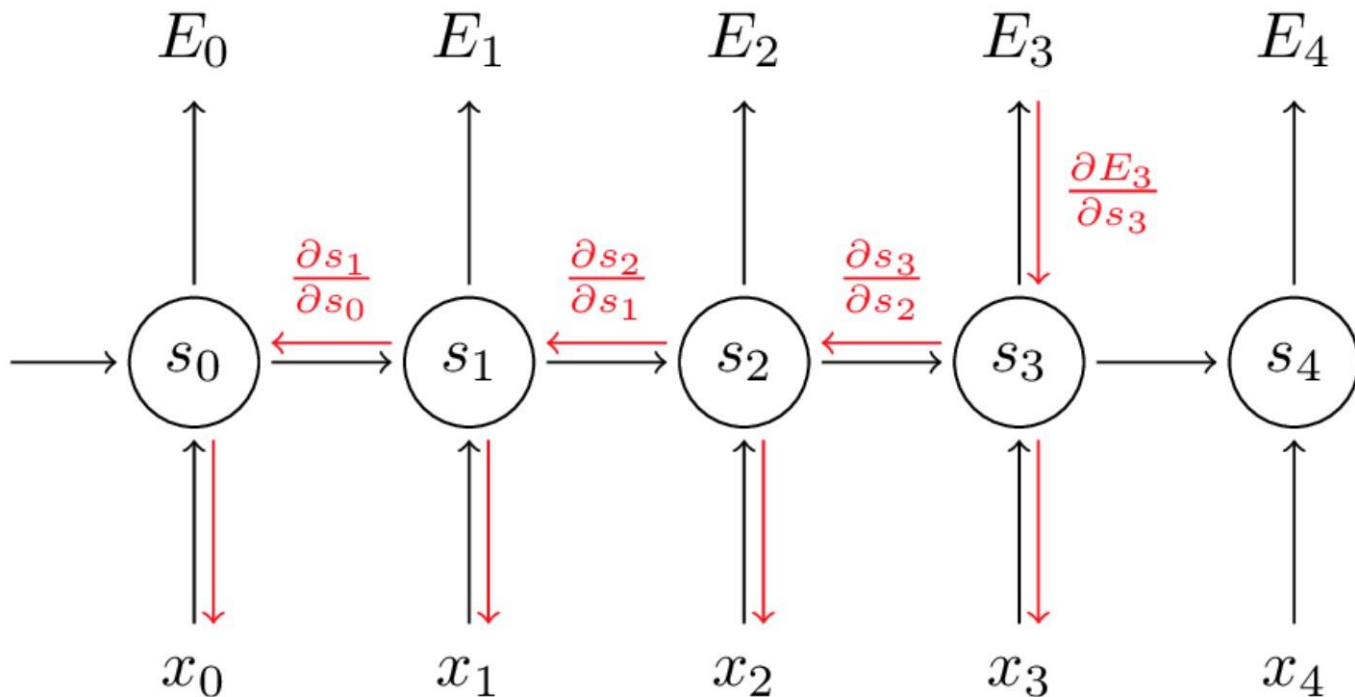 E₀ E₁ E₂ E₃ E₄
∂E₃/∂s₃
∂s₁/∂s₀ ∂s₂/∂s₁ ∂s₃/∂s₂
s₀ s₁ s₂ s₃ s₄
x₀ x₁ x₂ x₃ x₄